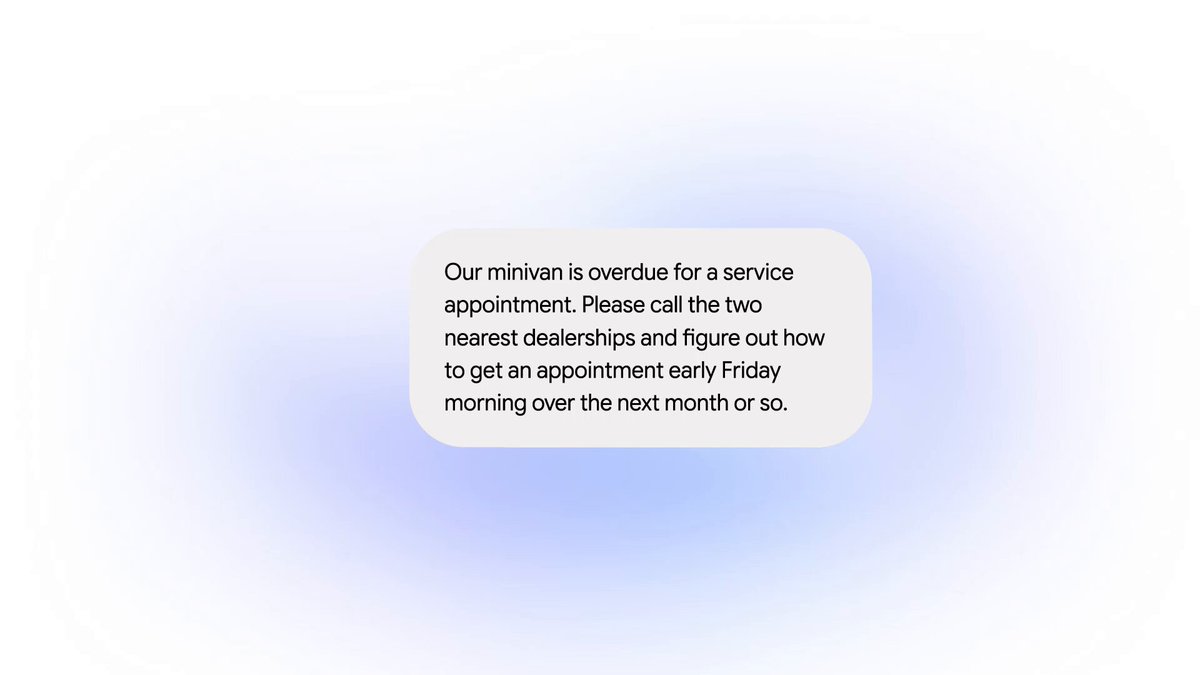 Our minivan is overdue for a service
appointment. Please call the two
nearest dealerships and figure out how
to get an appointment early Friday
morning over the next month or so.